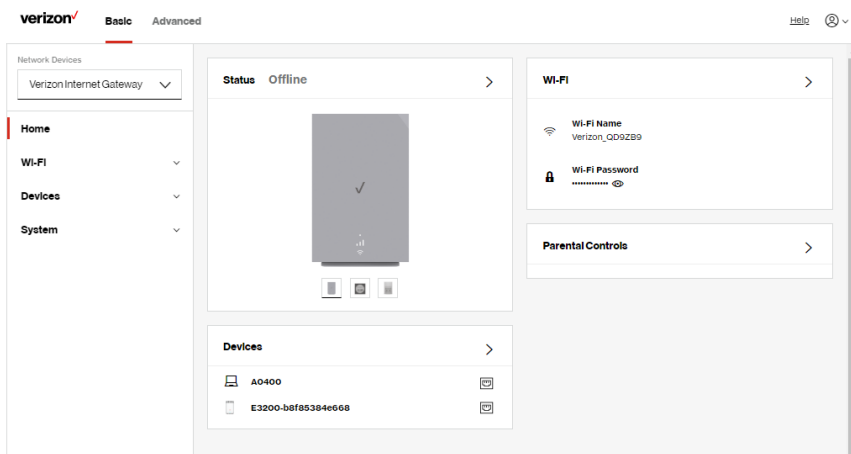 verizon
Basic
Advanced
Help
Network Devices
Verizon Internet Gateway
Home
Wi-Fi
Devices
System
Status Offline
Devices
A0400
E3200-b8f85384e668
Wi-Fi
Wi-Fi Name
Verizon_QD9ZB9
Wi-Fi Password
•••••••••••••
Parental Controls